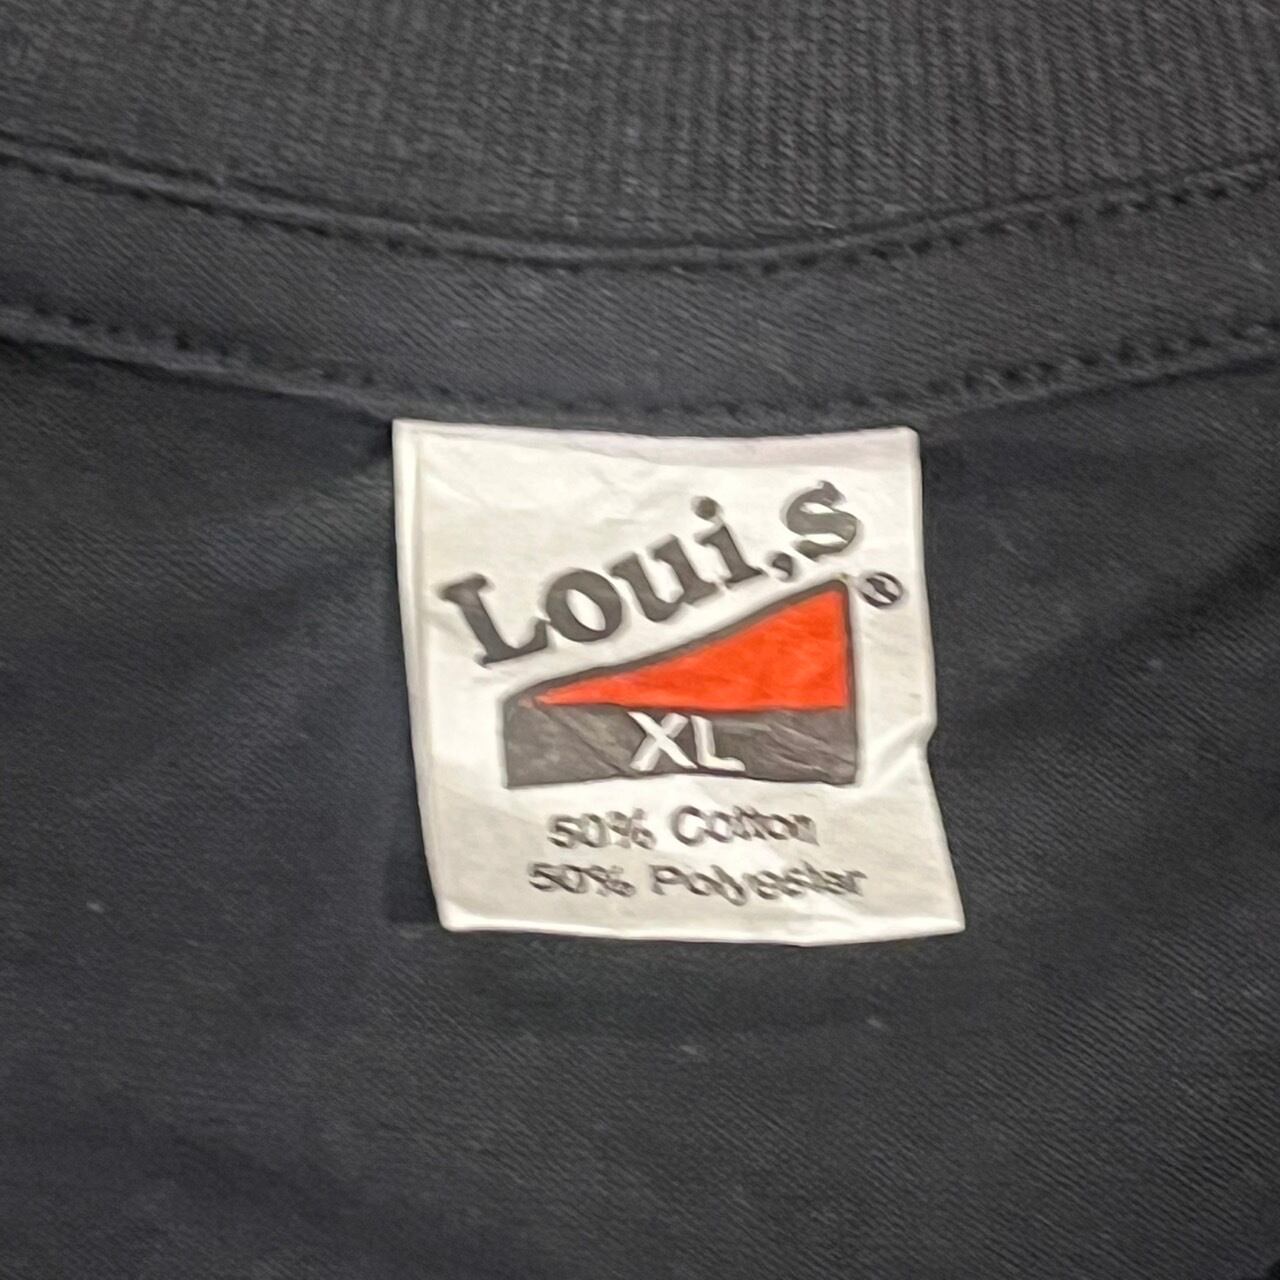 Loui,s®
XL
50% Cotton
50% Polyester